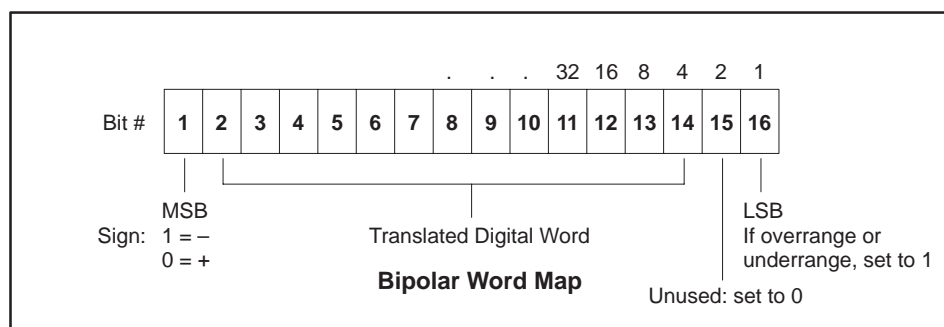 . . . 32 16 8 4 2 1
Bit # 1 2 3 4 5 6 7 8 9 10 11 12 13 14 15 16
MSB
Sign: 1 = –
0 = +
Translated Digital Word
LSB
If overrange or
underrange, set to 1
Bipolar Word Map
Unused: set to 0